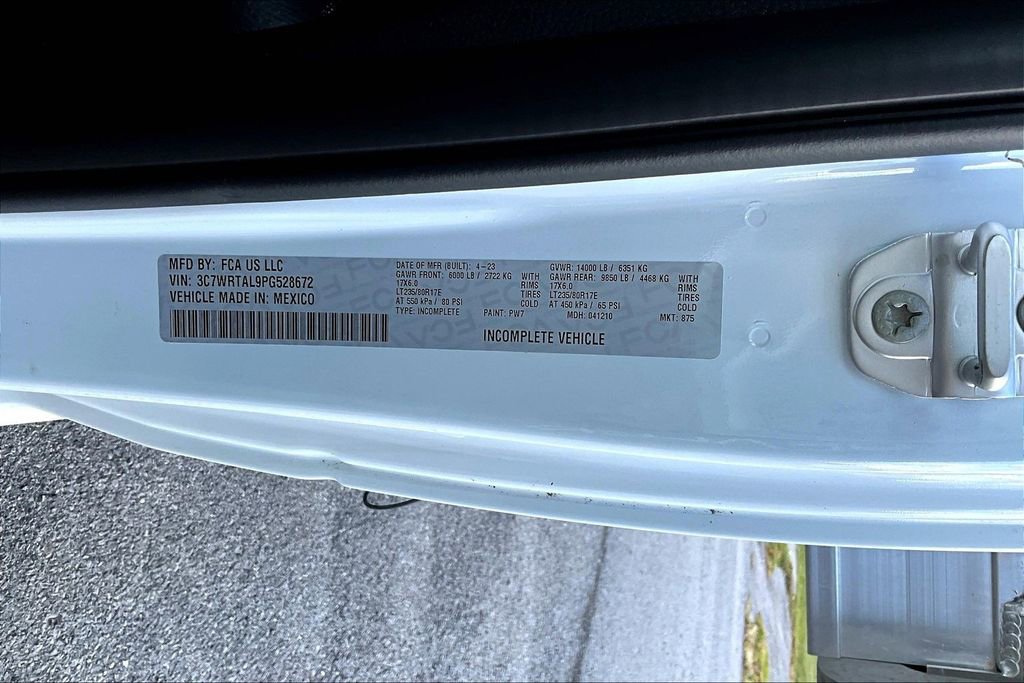 MFD BY: FCA US LLC
VIN: 3C7WRTAL9PG528672
VEHICLE MADE IN: MEXICO
DATE OF MFR (BUILT): 4-23
GAWR FRONT: 6000 LB / 2722 KG WITH
17X6.0 RIMS
LT235/80R17E TIRES
AT 550 kPa / 80 PSI COLD
TYPE: INCOMPLETE PAINT: PW7
GVWR: 14000 LB / 6351 KG
GAWR REAR: 9850 LB / 4468 KG WITH
17X6.0 RIMS
LT235/80R17E TIRES
AT 450 kPa / 65 PSI COLD
MDH: 041210 MKT: 875
INCOMPLETE VEHICLE